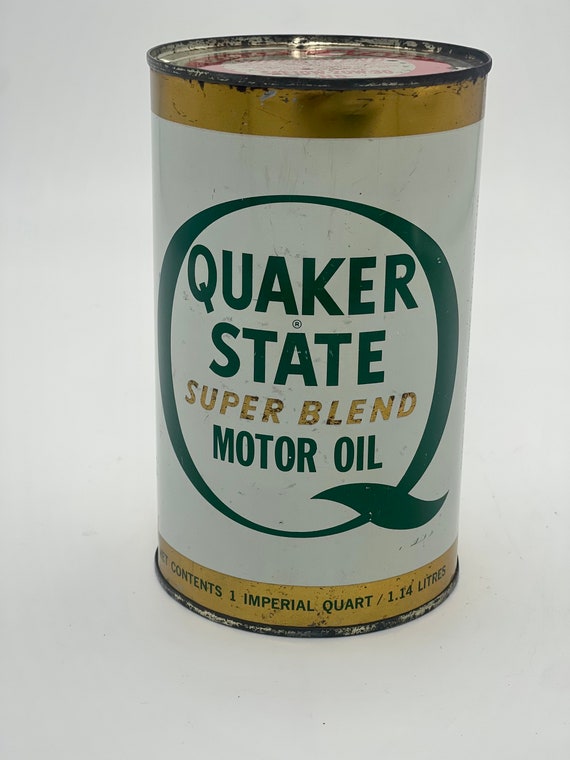 QUAKER
®
STATE
SUPER BLEND
MOTOR OIL
CONTENTS 1 IMPERIAL QUART / 1.14 LITRES